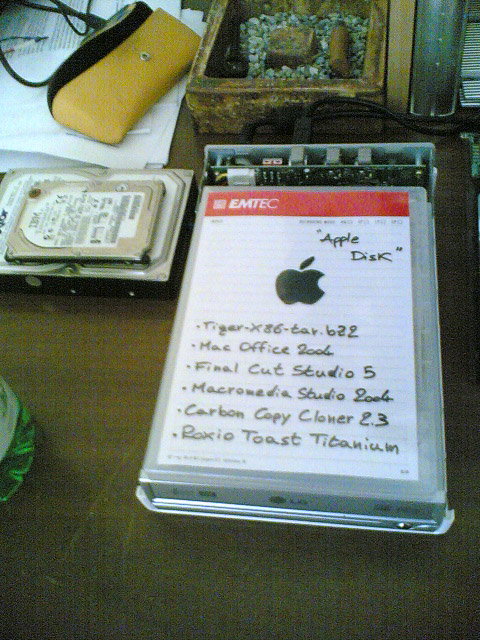 EMTEC
"Apple
Disk"
• Tiger-X86-tar.bz2
• Mac Office 2004
• Final Cut Studio 5
• Macromedia Studio 2004
• Carbon Copy Cloner 2.3
• Roxio Toast Titanium
IBM